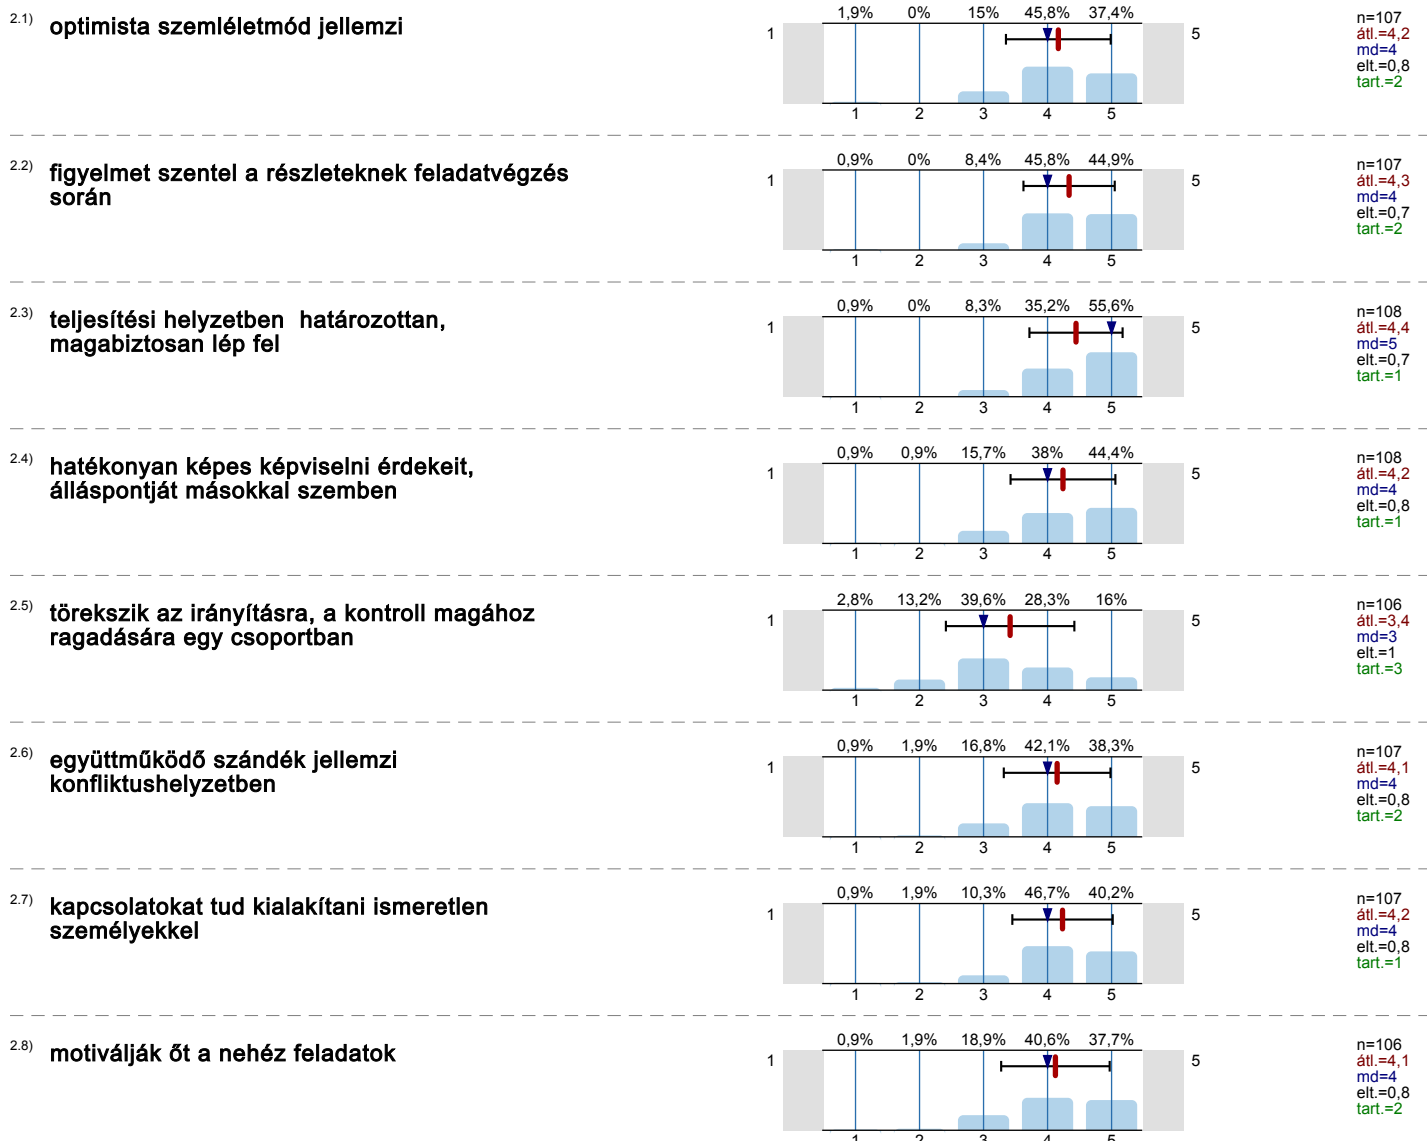 2.1) optimista szemléletmód jellemzi
1,9% 0% 15% 45,8% 37,4%
1 5
1 2 3 4 5
n=107
átl.=4,2
md=4
elt.=0,8
tart.=2
2.2) figyelmet szentel a részleteknek feladatvégzés
során
0,9% 0% 8,4% 45,8% 44,9%
1 5
1 2 3 4 5
n=107
átl.=4,3
md=4
elt.=0,7
tart.=2
2.3) teljesítési helyzetben határozottan,
magabiztosan lép fel
0,9% 0% 8,3% 35,2% 55,6%
1 5
1 2 3 4 5
n=108
átl.=4,4
md=5
elt.=0,7
tart.=1
2.4) hatékonyan képes képviselni érdekeit,
álláspontját másokkal szemben
0,9% 0,9% 15,7% 38% 44,4%
1 5
1 2 3 4 5
n=108
átl.=4,2
md=4
elt.=0,8
tart.=1
2.5) törekszik az irányításra, a kontroll magához
ragadására egy csoportban
2,8% 13,2% 39,6% 28,3% 16%
1 5
1 2 3 4 5
n=106
átl.=3,4
md=3
elt.=1
tart.=3
2.6) együttműködő szándék jellemzi
konfliktushelyzetben
0,9% 1,9% 16,8% 42,1% 38,3%
1 5
1 2 3 4 5
n=107
átl.=4,1
md=4
elt.=0,8
tart.=2
2.7) kapcsolatokat tud kialakítani ismeretlen
személyekkel
0,9% 1,9% 10,3% 46,7% 40,2%
1 5
1 2 3 4 5
n=107
átl.=4,2
md=4
elt.=0,8
tart.=1
2.8) motiválják őt a nehéz feladatok
0,9% 1,9% 18,9% 40,6% 37,7%
1 5
1 2 3 4 5
n=106
átl.=4,1
md=4
elt.=0,8
tart.=2